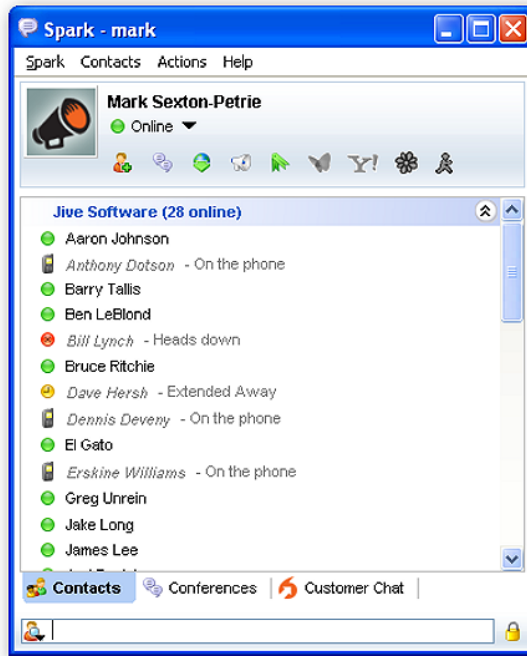 Spark - mark
Spark Contacts Actions Help
Mark Sexton-Petrie
Online
Y!
Jive Software (28 online)
Aaron Johnson
Anthony Dotson - On the phone
Barry Tallis
Ben LeBlond
Bill Lynch - Heads down
Bruce Ritchie
Dave Hersh - Extended Away
Dennis Deveny - On the phone
El Gato
Erskine Williams - On the phone
Greg Unrein
Jake Long
James Lee
Contacts Conferences Customer Chat